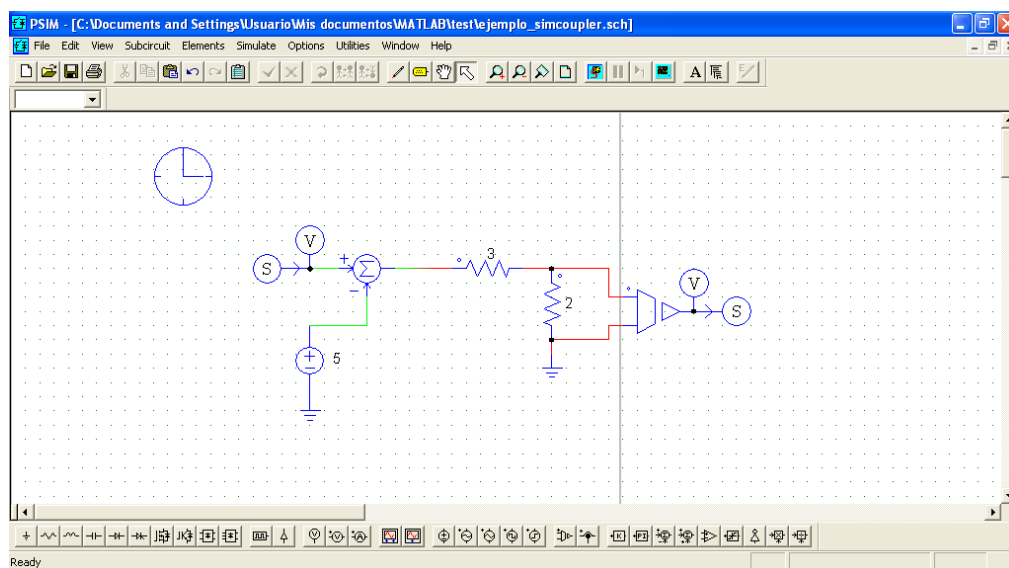 PSIM - [C:\Documents and Settings\Usuario\Mis documentos\MATLAB\test\ejemplo_simcoupler.sch]
File Edit View Subcircuit Elements Simulate Options Utilities Window Help
A
V
3
S
+
Σ
−
V
2
S
+
−
5
K
PI
Ready